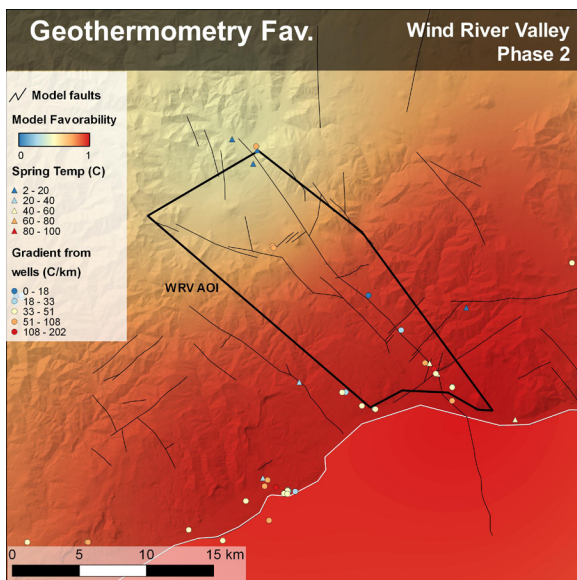 Geothermometry Fav.
Wind River Valley
Phase 2
Model faults
Model Favorability
0 1
Spring Temp (C)
2 - 20
20 - 40
40 - 60
60 - 80
80 - 100
Gradient from
wells (C/km)
0 - 18
18 - 33
33 - 51
51 - 108
108 - 202
WRV AOI
0 5 10 15 km